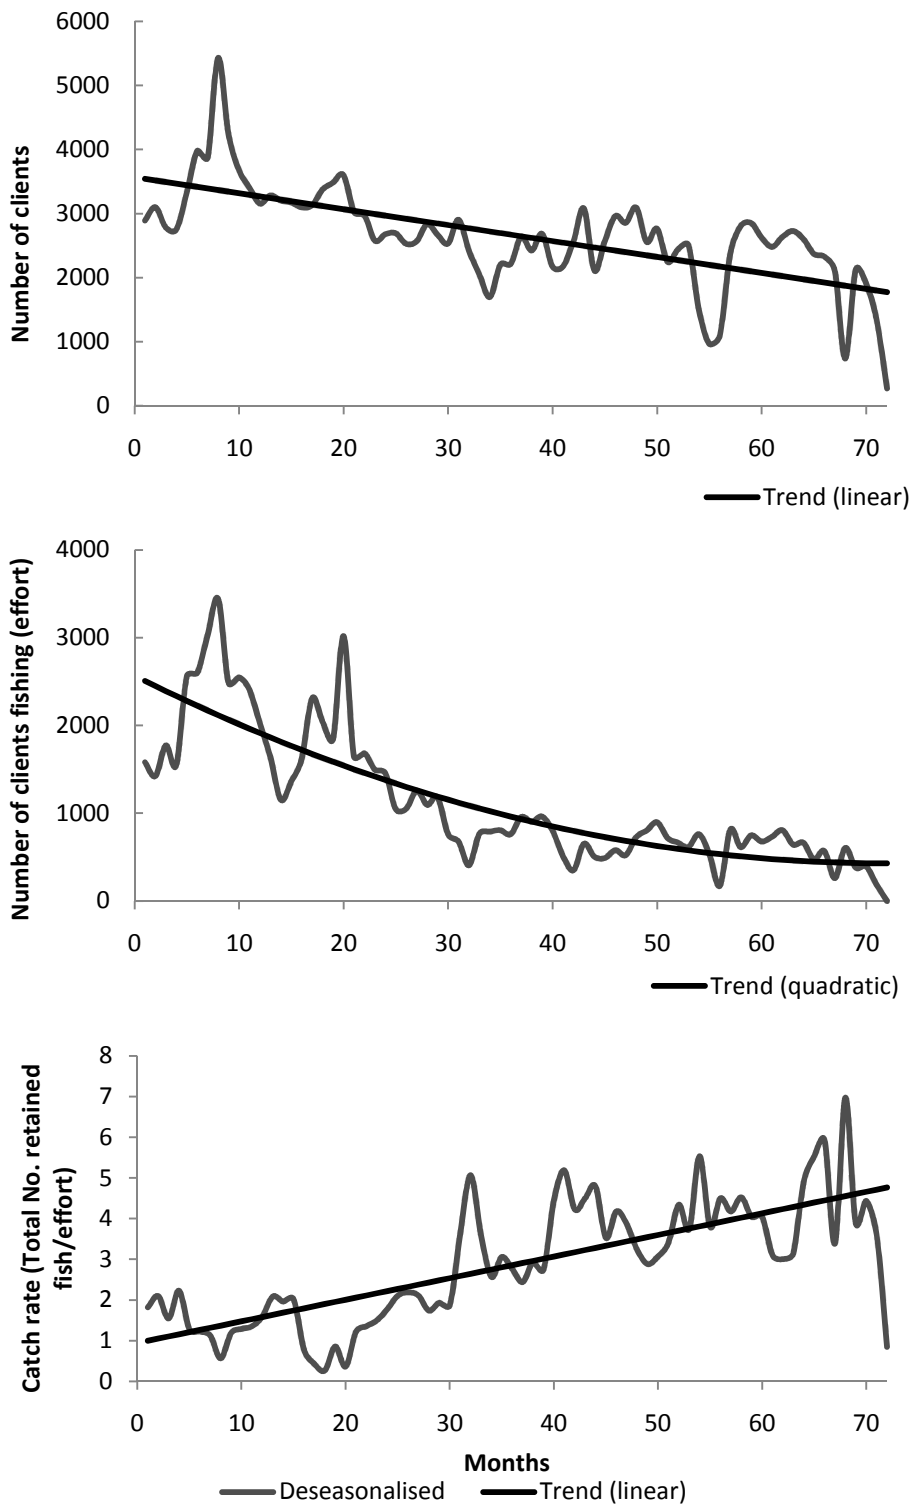 Number of clients
6000
5000
4000
3000
2000
1000
0
0 10 20 30 40 50 60 70
Trend (linear)
Number of clients fishing (effort)
4000
3000
2000
1000
0
0 10 20 30 40 50 60 70
Trend (quadratic)
Catch rate (Total No. retained
fish/effort)
8
7
6
5
4
3
2
1
0
0 10 20 30 40 50 60 70
Months
Deseasonalised Trend (linear)